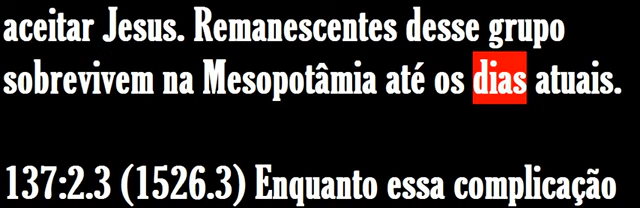 aceitar Jesus. Remanescentes desse grupo
sobrevivem na Mesopotâmia até os dias atuais.
137:2.3 (1526.3) Enquanto essa complicação